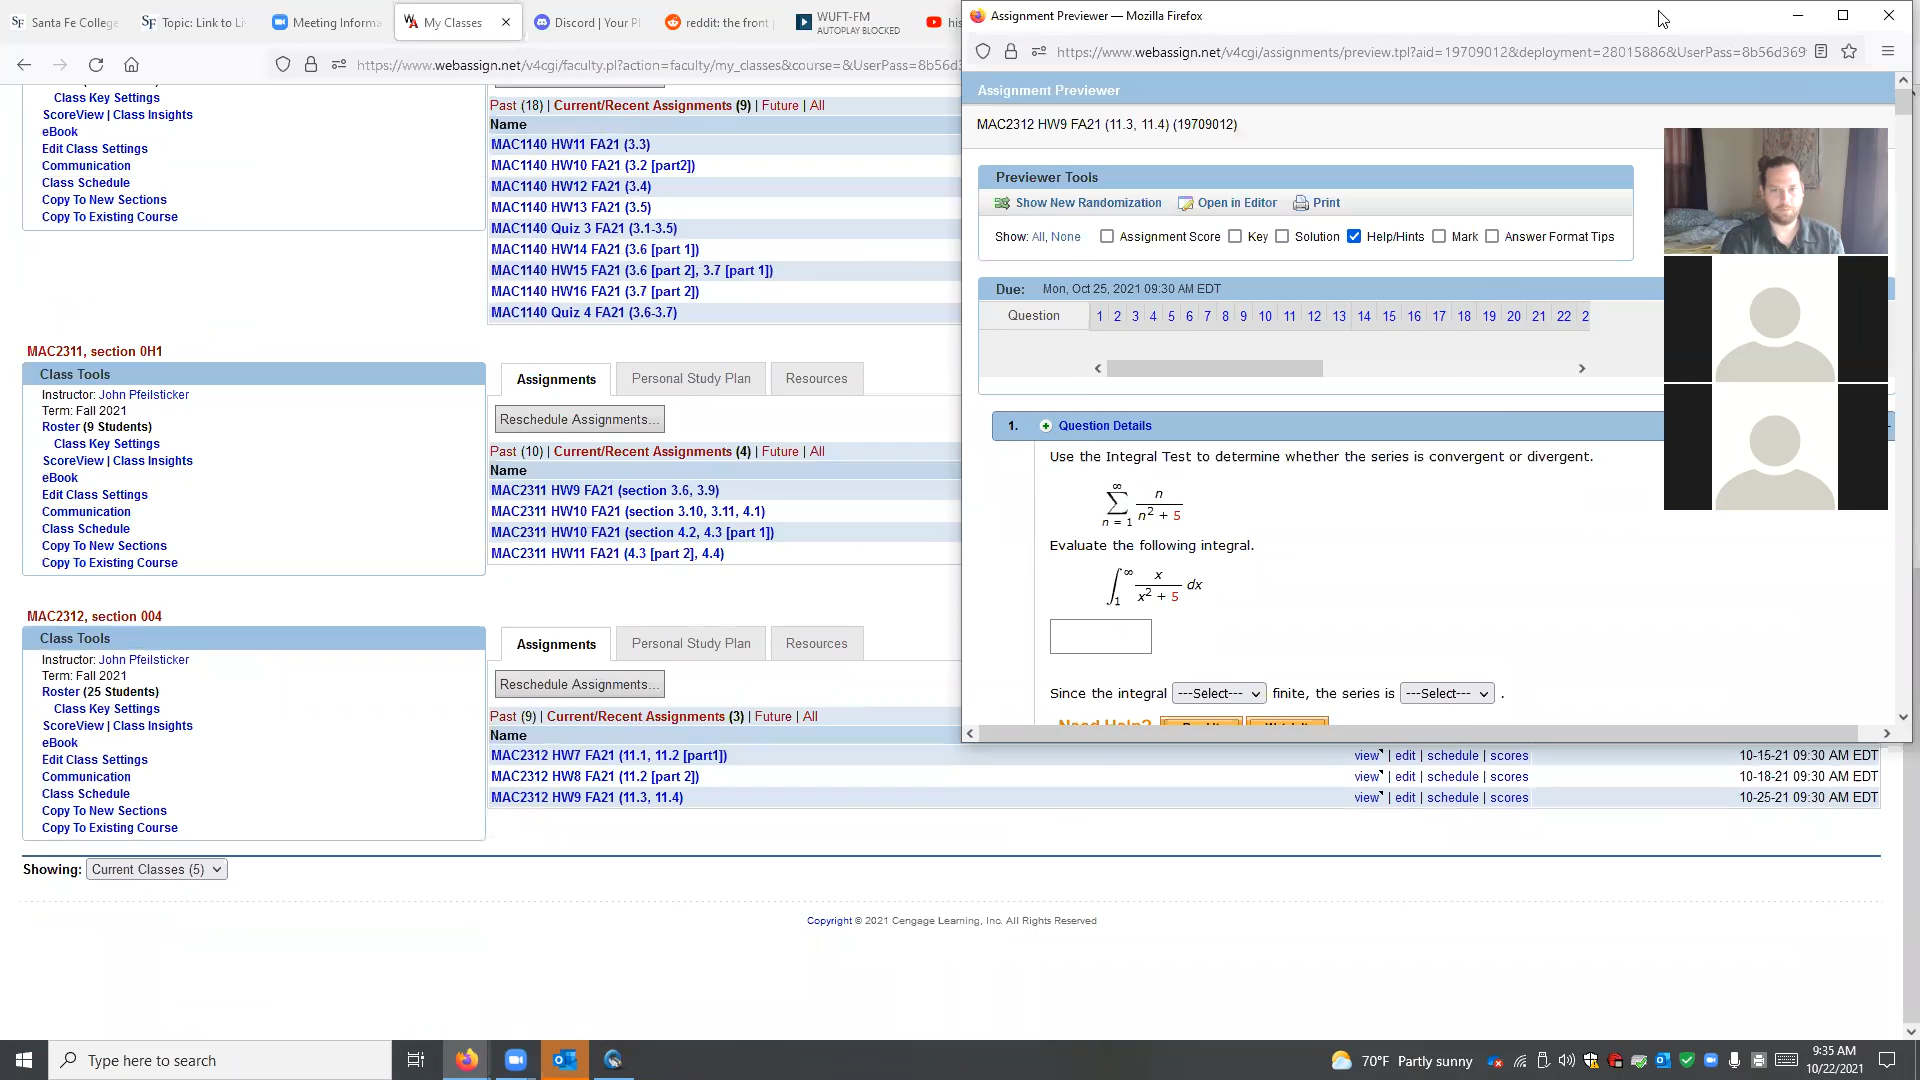 Santa Fe College
Topic: Link to Li
Meeting Informa
My Classes
Discord | Your Pl
reddit: the front
WUFT-FM
AUTOPLAY BLOCKED
his
https://www.webassign.net/v4cgi/faculty.pl?action=faculty/my_classes&course=&UserPass=8b56d3
Class Key Settings
ScoreView | Class Insights
eBook
Edit Class Settings
Communication
Class Schedule
Copy To New Sections
Copy To Existing Course
Past (18) | Current/Recent Assignments (9) | Future | All
Name
MAC1140 HW11 FA21 (3.3)
MAC1140 HW10 FA21 (3.2 [part2])
MAC1140 HW12 FA21 (3.4)
MAC1140 HW13 FA21 (3.5)
MAC1140 Quiz 3 FA21 (3.1-3.5)
MAC1140 HW14 FA21 (3.6 [part 1])
MAC1140 HW15 FA21 (3.6 [part 2], 3.7 [part 1])
MAC1140 HW16 FA21 (3.7 [part 2])
MAC1140 Quiz 4 FA21 (3.6-3.7)
MAC2311, section 0H1
Class Tools
Instructor: John Pfeilsticker
Term: Fall 2021
Roster (9 Students)
Class Key Settings
ScoreView | Class Insights
eBook
Edit Class Settings
Communication
Class Schedule
Copy To New Sections
Copy To Existing Course
Assignments
Personal Study Plan
Resources
Reschedule Assignments...
Past (10) | Current/Recent Assignments (4) | Future | All
Name
MAC2311 HW9 FA21 (section 3.6, 3.9)
MAC2311 HW10 FA21 (section 3.10, 3.11, 4.1)
MAC2311 HW10 FA21 (section 4.2, 4.3 [part 1])
MAC2311 HW11 FA21 (4.3 [part 2], 4.4)
MAC2312, section 004
Class Tools
Instructor: John Pfeilsticker
Term: Fall 2021
Roster (25 Students)
Class Key Settings
ScoreView | Class Insights
eBook
Edit Class Settings
Communication
Class Schedule
Copy To New Sections
Copy To Existing Course
Assignments
Personal Study Plan
Resources
Reschedule Assignments...
Past (9) | Current/Recent Assignments (3) | Future | All
Name
MAC2312 HW7 FA21 (11.1, 11.2 [part1]) view | edit | schedule | scores 10-15-21 09:30 AM EDT
MAC2312 HW8 FA21 (11.2 [part 2]) view | edit | schedule | scores 10-18-21 09:30 AM EDT
MAC2312 HW9 FA21 (11.3, 11.4) view | edit | schedule | scores 10-25-21 09:30 AM EDT
Showing: Current Classes (5)
Copyright © 2021 Cengage Learning, Inc. All Rights Reserved
Assignment Previewer — Mozilla Firefox
https://www.webassign.net/v4cgi/assignments/preview.tpl?aid=19709012&deployment=28015886&UserPass=8b56d369
Assignment Previewer
MAC2312 HW9 FA21 (11.3, 11.4) (19709012)
Previewer Tools
Show New Randomization Open in Editor Print
Show: All, None Assignment Score Key Solution Help/Hints Mark Answer Format Tips
Due: Mon, Oct 25, 2021 09:30 AM EDT
Question 1 2 3 4 5 6 7 8 9 10 11 12 13 14 15 16 17 18 19 20 21 22 2
1. Question Details
Use the Integral Test to determine whether the series is convergent or divergent.
∞ ∑ n = 1 n / n² + 5
Evaluate the following integral.
∫₁^∞ x / x² + 5 dx
Since the integral ---Select--- finite, the series is ---Select--- .
Need Help?
Type here to search
70°F Partly sunny
9:35 AM
10/22/2021